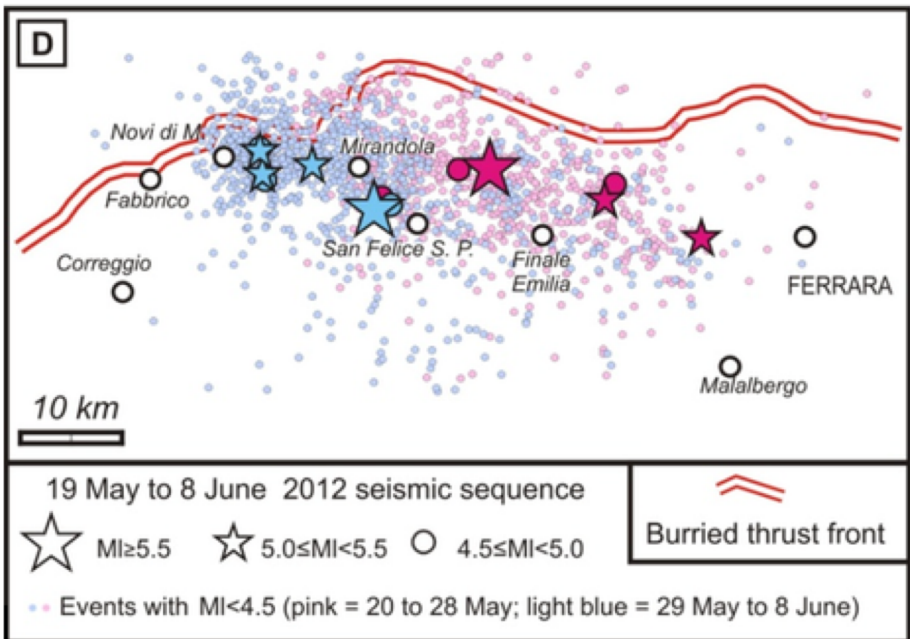 D
Novi di M.
Mirandola
Fabbrico
San Felice S. P.
Correggio
Finale
Emilia
FERRARA
Malalbergo
10 km
19 May to 8 June 2012 seismic sequence
Ml≥5.5
5.0≤Ml<5.5
4.5≤Ml<5.0
Burried thrust front
Events with Ml<4.5 (pink = 20 to 28 May; light blue = 29 May to 8 June)